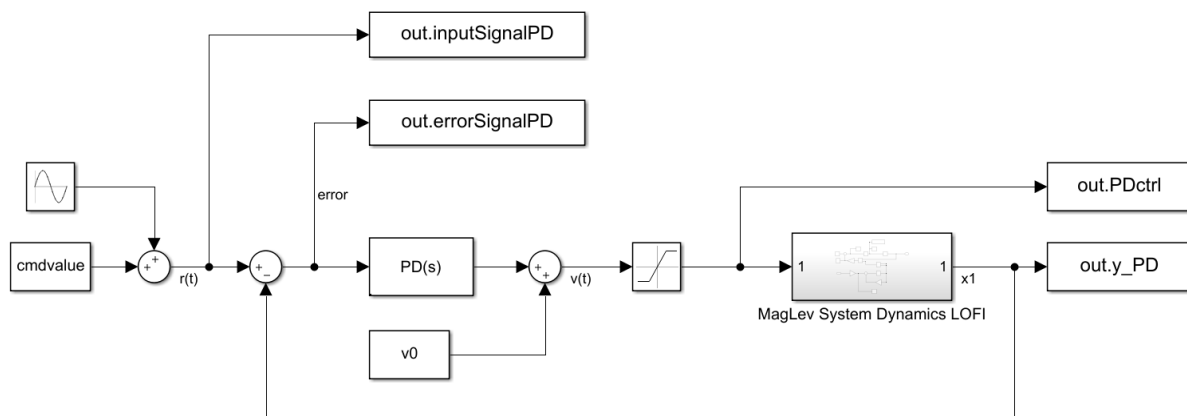 out.inputSignalPD
out.errorSignalPD
error
out.PDctrl
cmdvalue
r(t)
PD(s)
v(t)
1
1
x1
out.y_PD
MagLev System Dynamics LOFI
v0